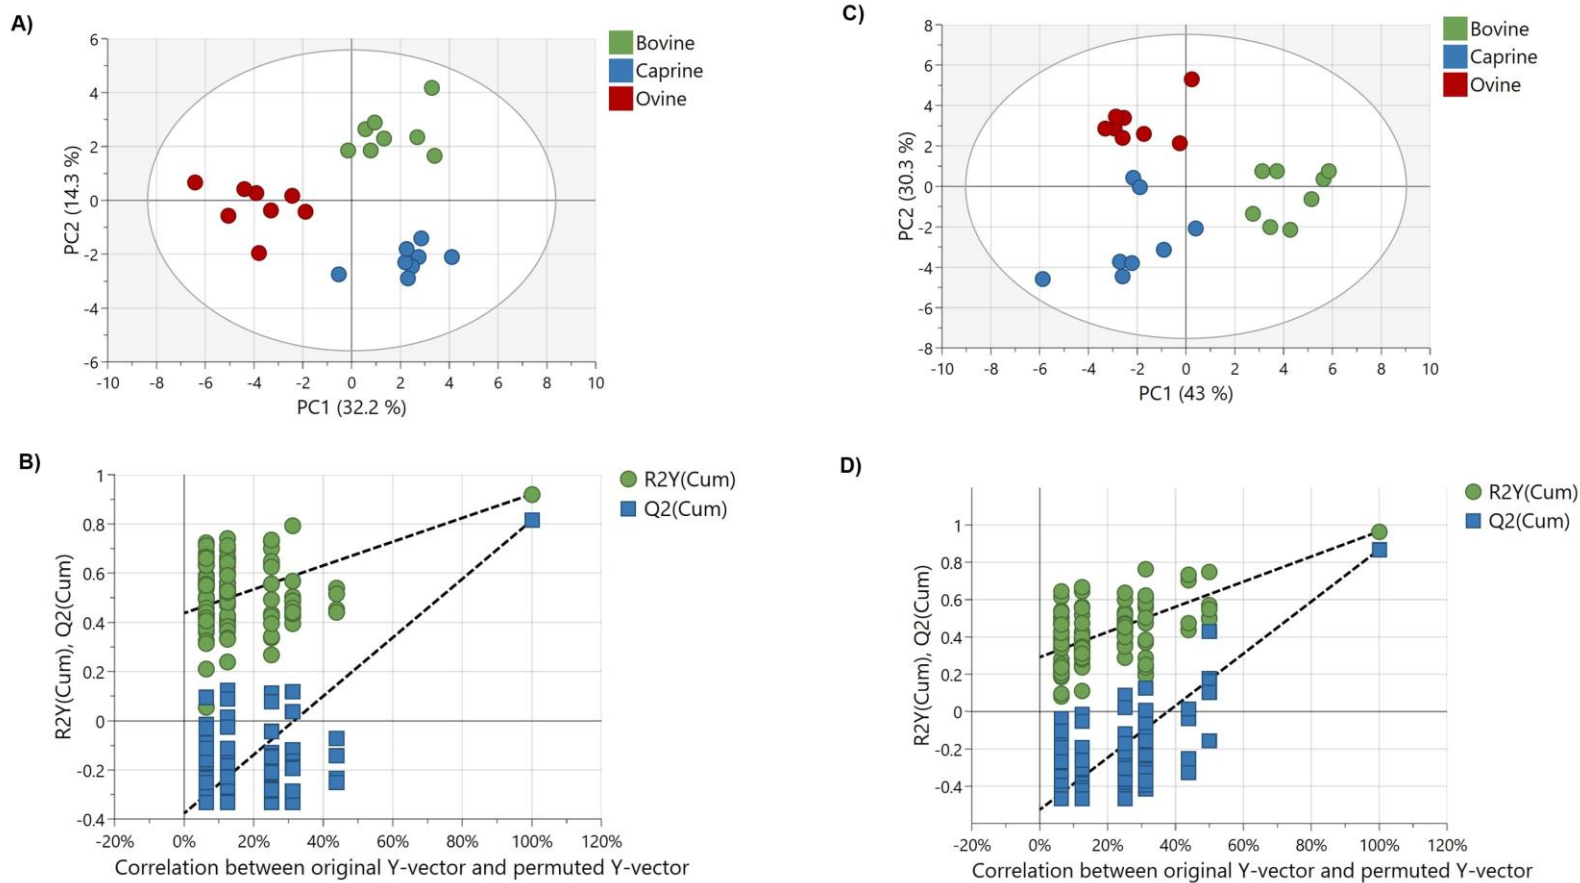 A)
6
4
2
0
-2
-4
-6
PC2 (14.3 %)
-10 -8 -6 -4 -2 0 2 4 6 8 10
PC1 (32.2 %)
Bovine
Caprine
Ovine
C)
8
6
4
2
0
-2
-4
-6
-8
PC2 (30.3 %)
-10 -8 -6 -4 -2 0 2 4 6 8 10
PC1 (43 %)
Bovine
Caprine
Ovine
B)
1
0.8
0.6
0.4
0.2
0
-0.2
-0.4
R2Y(Cum), Q2(Cum)
-20% 0% 20% 40% 60% 80% 100% 120%
Correlation between original Y-vector and permuted Y-vector
R2Y(Cum)
Q2(Cum)
D)
1
0.8
0.6
0.4
0.2
0
-0.2
-0.4
R2Y(Cum), Q2(Cum)
-20% 0% 20% 40% 60% 80% 100% 120%
Correlation between original Y-vector and permuted Y-vector
R2Y(Cum)
Q2(Cum)